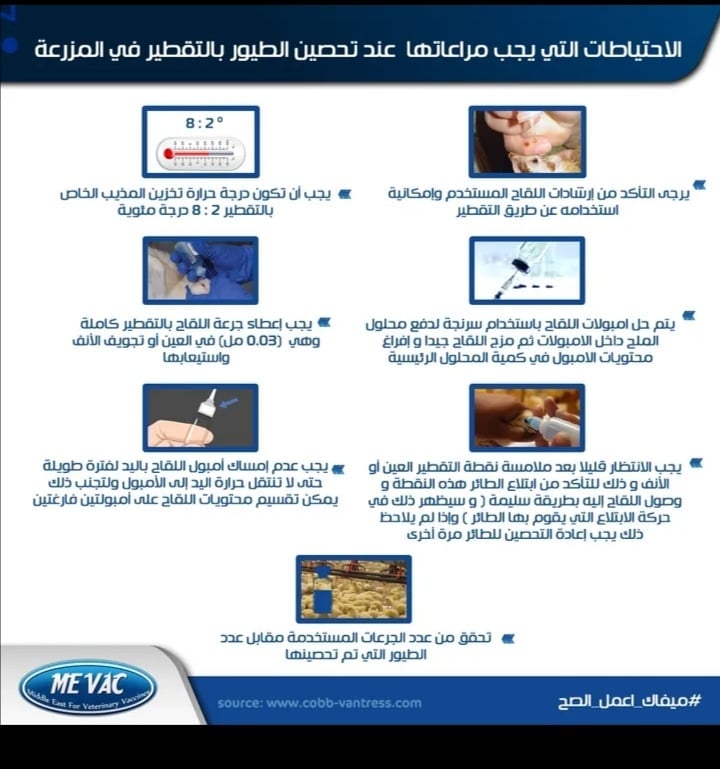 الاحتياطات التي يجب مراعاتها عند تحصين الطيور بالتقطير في المزرعة
يرجى التأكد من إرشادات اللقاح المستخدم وإمكانية
استخدامه عن طريق التقطير
8 : 2°
يجب أن تكون درجة حرارة تخزين المذيب الخاص
بالتقطير 2 : 8 درجة مئوية
يتم حل امبولات اللقاح باستخدام سرنجة لدفع محلول
الملح داخل الامبولات ثم مزج اللقاح جيدا و إفراغ
محتويات الامبول في كمية المحلول الرئيسية
يجب إعطاء جرعة اللقاح بالتقطير كاملة
وهي (0.03 مل) في العين أو تجويف الأنف
واستيعابها
يجب الانتظار قليلا بعد ملامسة نقطة التقطير العين أو
الأنف و ذلك للتأكد من ابتلاع الطائر هذه النقطة و
وصول اللقاح إليه بطريقة سليمة ( و سيظهر ذلك في
حركة الابتلاع التي يقوم بها الطائر ) وإذا لم يلاحظ
ذلك يجب إعادة التحصين للطائر مرة أخرى
يجب عدم إمساك أمبول اللقاح باليد لفترة طويلة
حتى لا تنتقل حرارة اليد إلى الأمبول ولتجنب ذلك
يمكن تقسيم محتويات اللقاح على أمبولتين فارغتين
تحقق من عدد الجرعات المستخدمة مقابل عدد
الطيور التي تم تحصينها
ME VAC
Middle East For Veterinary Vaccines
source: www.cobb-vantress.com
#ميفاك_اعمل_الصح